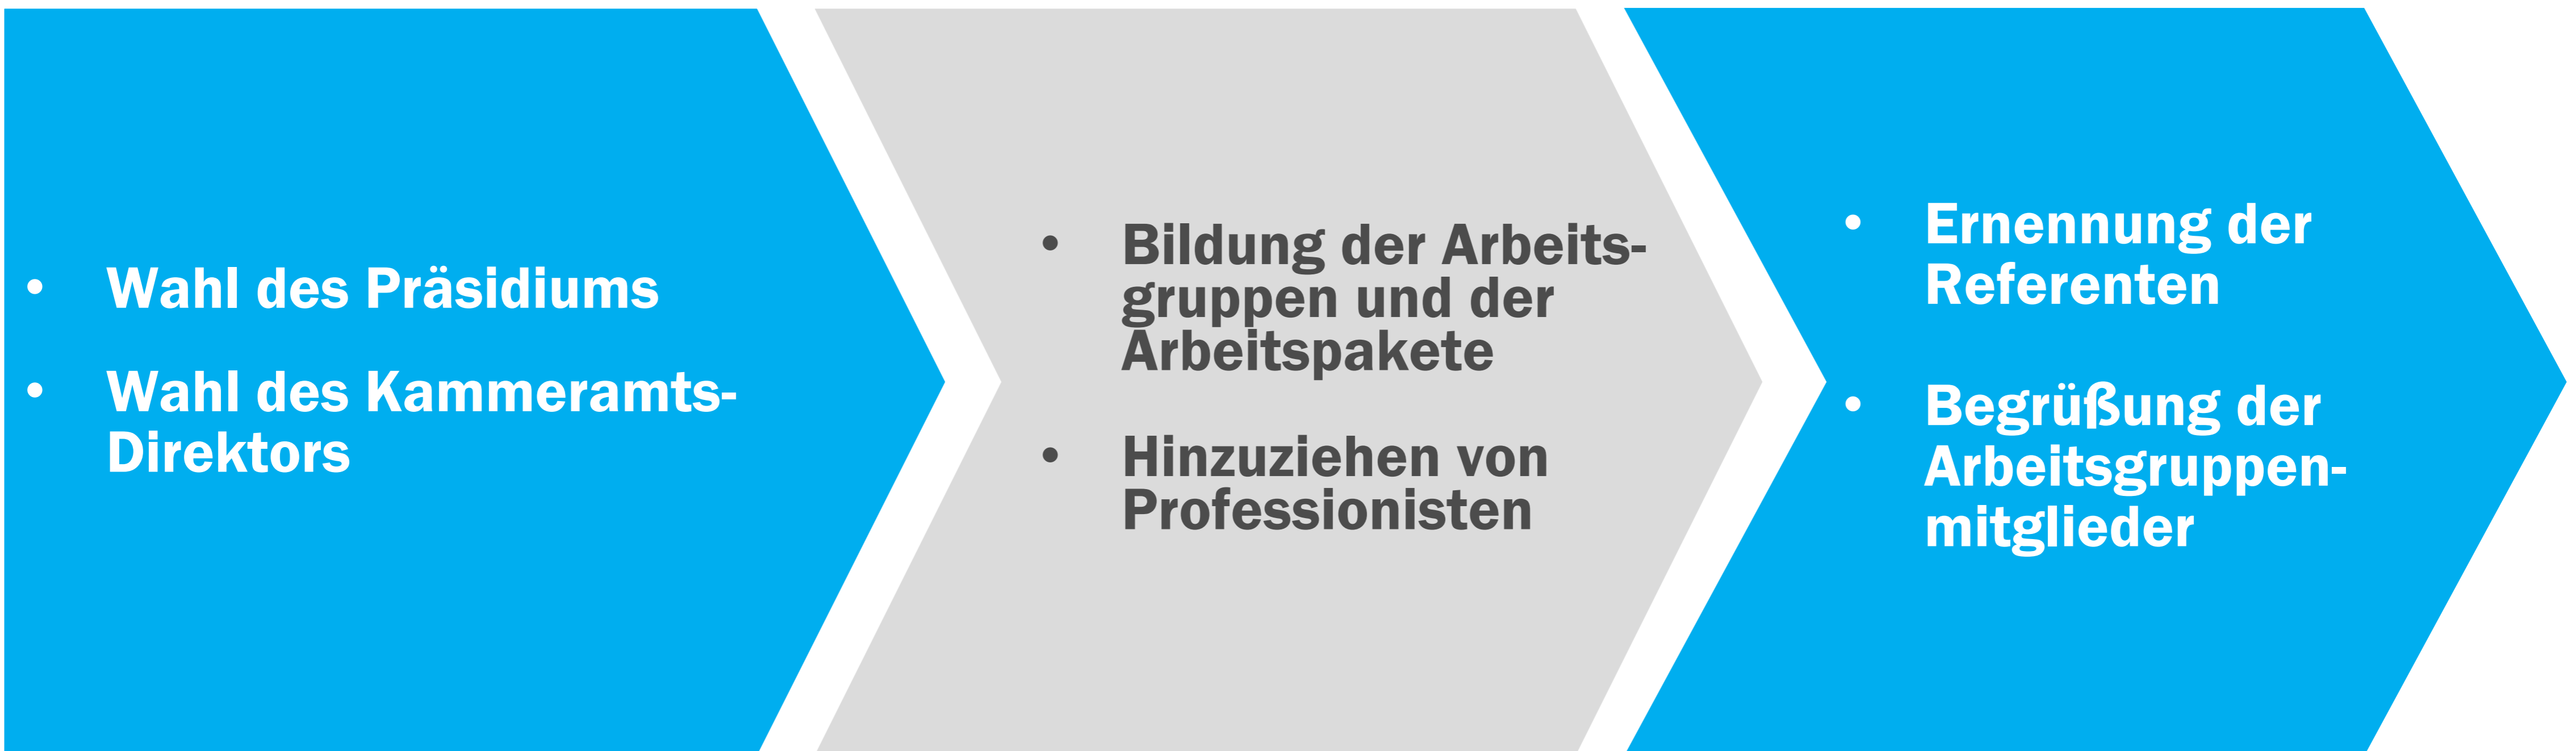 • Wahl des Präsidiums
• Wahl des Kammeramts-
Direktors
• Bildung der Arbeits-
gruppen und der
Arbeitspakete
• Hinzuziehen von
Professionisten
• Ernennung der
Referenten
• Begrüßung der
Arbeitsgruppen-
mitglieder